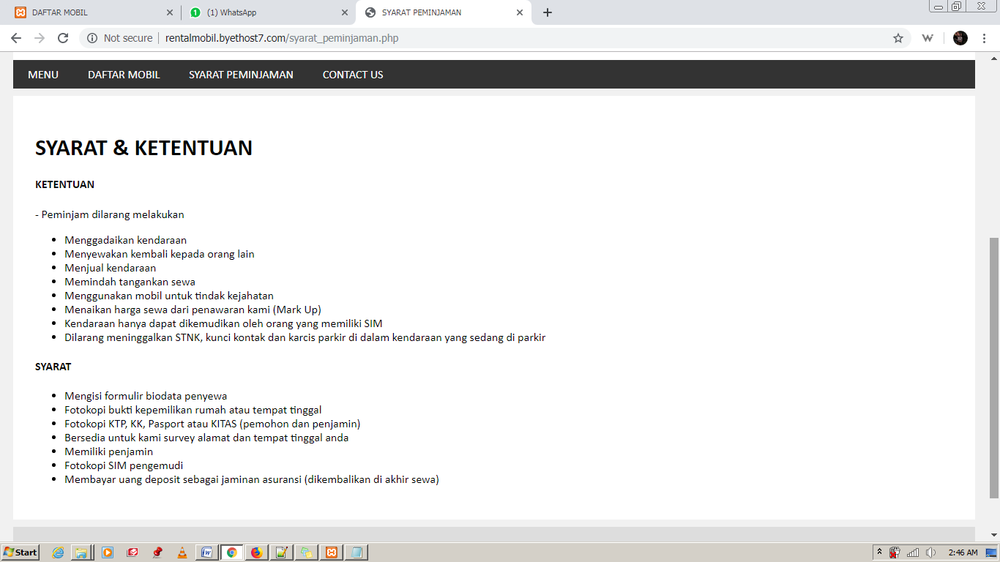 DAFTAR MOBIL
(1) WhatsApp
SYARAT PEMINJAMAN
Not secure
rentalmobil.byethost7.com/syarat_peminjaman.php
MENU DAFTAR MOBIL SYARAT PEMINJAMAN CONTACT US
SYARAT & KETENTUAN
KETENTUAN
- Peminjam dilarang melakukan
• Menggadaikan kendaraan
• Menyewakan kembali kepada orang lain
• Menjual kendaraan
• Memindah tangankan sewa
• Menggunakan mobil untuk tindak kejahatan
• Menaikan harga sewa dari penawaran kami (Mark Up)
• Kendaraan hanya dapat dikemudikan oleh orang yang memiliki SIM
• Dilarang meninggalkan STNK, kunci kontak dan karcis parkir di dalam kendaraan yang sedang di parkir
SYARAT
• Mengisi formulir biodata penyewa
• Fotokopi bukti kepemilikan rumah atau tempat tinggal
• Fotokopi KTP, KK, Pasport atau KITAS (pemohon dan penjamin)
• Bersedia untuk kami survey alamat dan tempat tinggal anda
• Memiliki penjamin
• Fotokopi SIM pengemudi
• Membayar uang deposit sebagai jaminan asuransi (dikembalikan di akhir sewa)
Start
2:46 AM